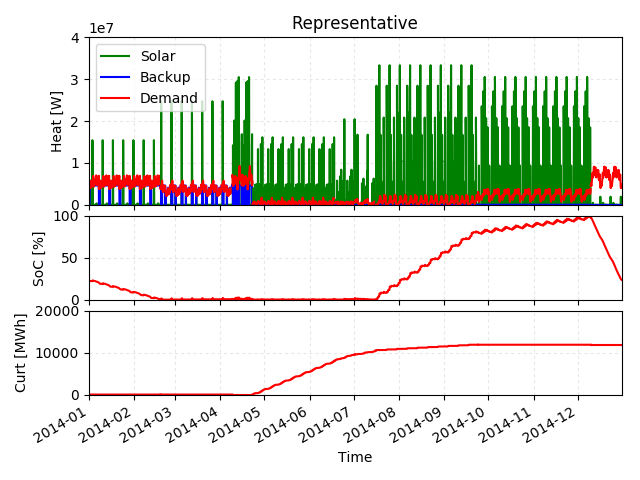 Representative
1e7
Heat [W]
4
3
2
1
0
Solar
Backup
Demand
SoC [%]
100
50
0
Curt [MWh]
20000
10000
0
2014-01 2014-02 2014-03 2014-04 2014-05 2014-06 2014-07 2014-08 2014-09 2014-10 2014-11 2014-12
Time